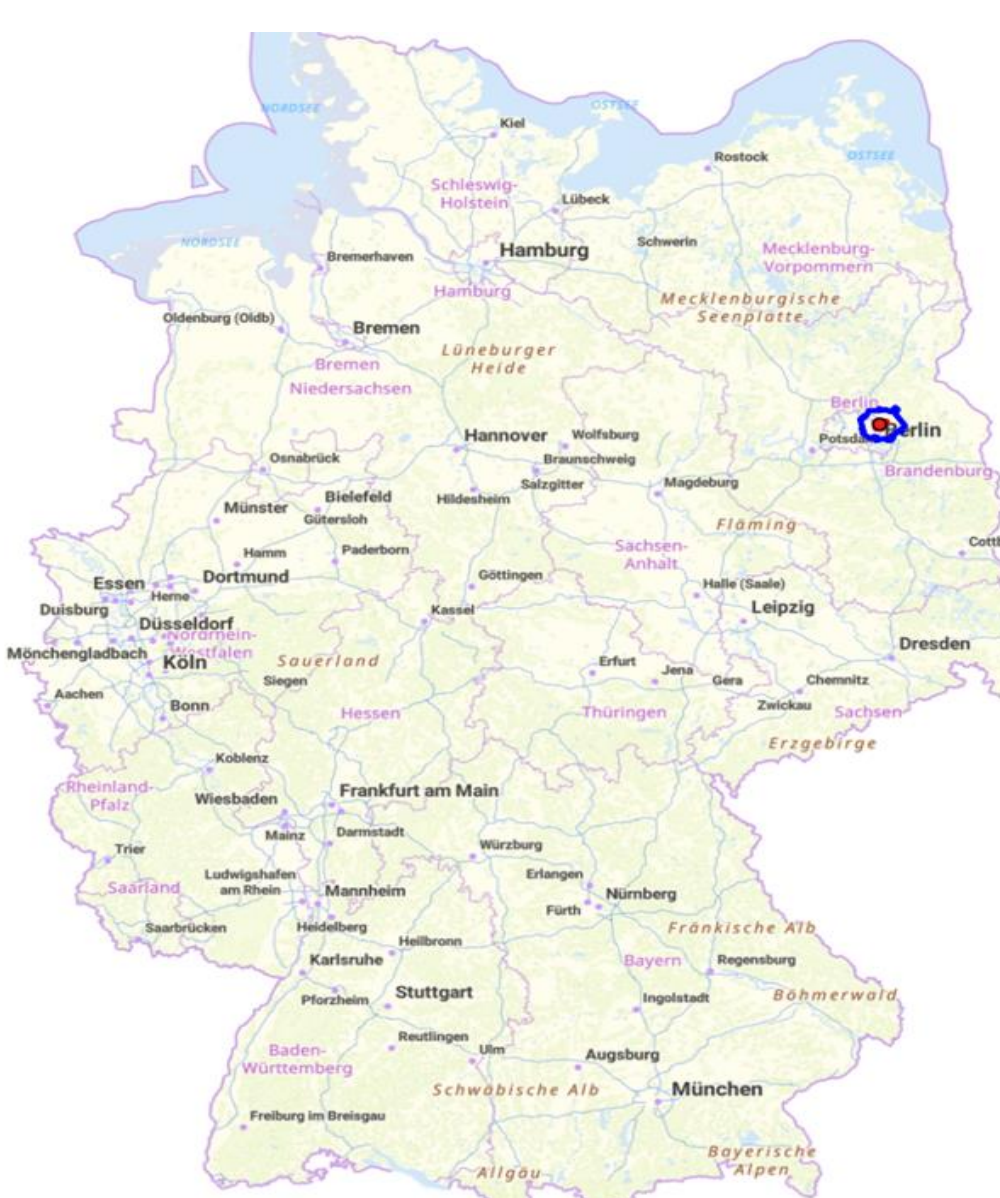 NORDSEE
OSTSEE
Kiel
Rostock
OSTSEE
Schleswig-
Holstein
Lübeck
NORDSEE
Hamburg
Schwerin
Mecklenburg-
Vorpommern
Bremerhaven
Hamburg
Mecklenburgische
Seenplatte
Oldenburg (Oldb)
Bremen
Lüneburger
Heide
Bremen
Niedersachsen
Berlin
Berlin
Hannover
Wolfsburg
Potsdam
Osnabrück
Braunschweig
Salzgitter
Brandenburg
Hildesheim
Magdeburg
Bielefeld
Münster
Gütersloh
Fläming
Hamm
Paderborn
Sachsen-
Anhalt
Cottb
Essen
Dortmund
Göttingen
Halle (Saale)
Herne
Duisburg
Kassel
Leipzig
Düsseldorf
Nordrhein-
Westfalen
Dresden
Mönchengladbach
Köln
Sauerland
Erfurt
Jena
Gera
Chemnitz
Siegen
Aachen
Bonn
Hessen
Thüringen
Zwickau
Sachsen
Erzgebirge
Koblenz
Rheinland-
Pfalz
Wiesbaden
Frankfurt am Main
Mainz
Darmstadt
Trier
Würzburg
Ludwigshafen
am Rhein
Erlangen
Saarland
Mannheim
Nürnberg
Fürth
Saarbrücken
Heidelberg
Fränkische Alb
Heilbronn
Karlsruhe
Bayern
Regensburg
Pforzheim
Stuttgart
Ingolstadt
Böhmerwald
Reutlingen
Ulm
Baden-
Württemberg
Augsburg
Schwäbische Alb
München
Freiburg im Breisgau
Allgäu
Bayerische
Alpen